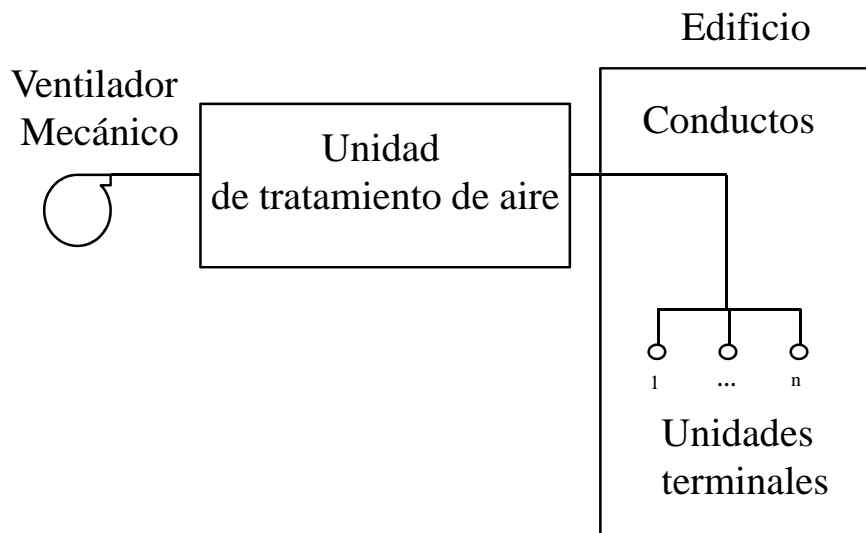 Edificio
Ventilador
Mecánico
Unidad
de tratamiento de aire
Conductos
1 ... n
Unidades
terminales